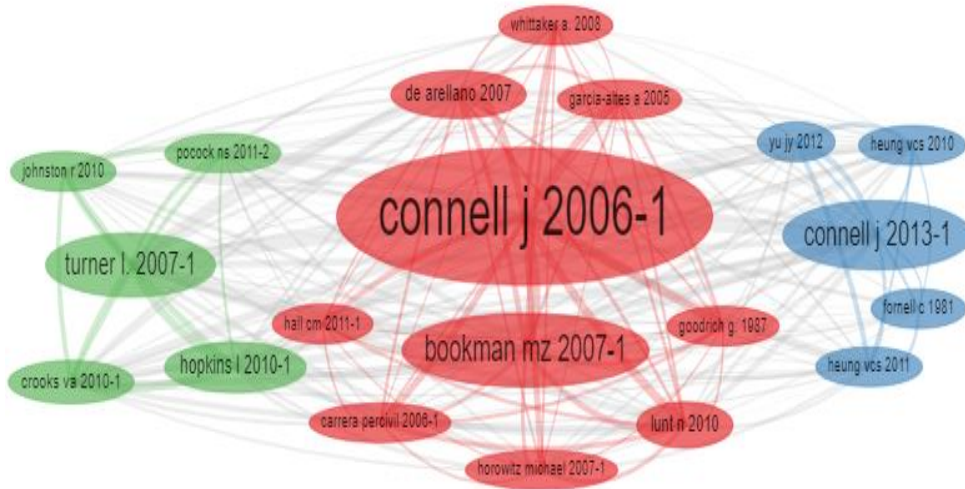 whittaker a. 2008
de arellano 2007
garcia-altes a 2005
yu jy 2012
heung vcs 2010
pocock ns 2011-2
johnston r 2010
connell j 2006-1
connell j 2013-1
turner l. 2007-1
fornell c 1981
hall cm 2011-1
goodrich g. 1987
bookman mz 2007-1
heung vcs 2011
hopkins l 2010-1
crooks va 2010-1
carrera percivil 2006-1
lunt n 2010
horowitz michael 2007-1